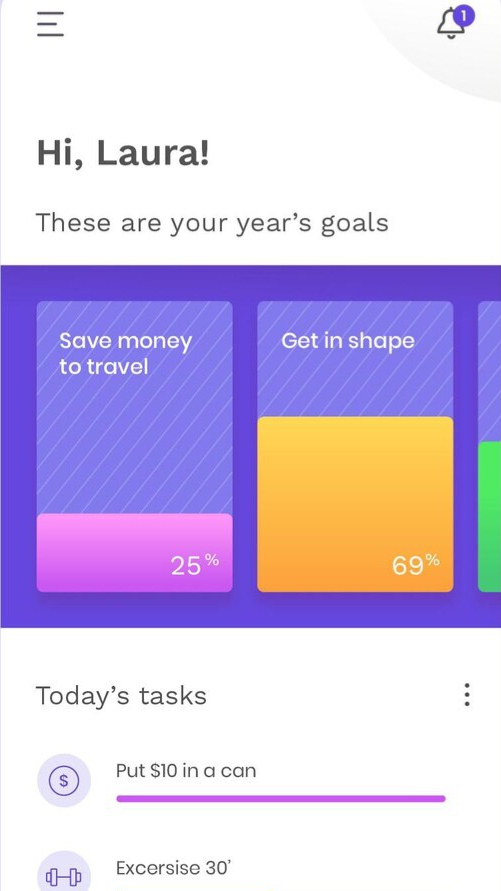 1
Hi, Laura!
These are your year’s goals
Save money
to travel
Get in shape
25%
69%
Today’s tasks
$
Put $10 in a can
Excersise 30’